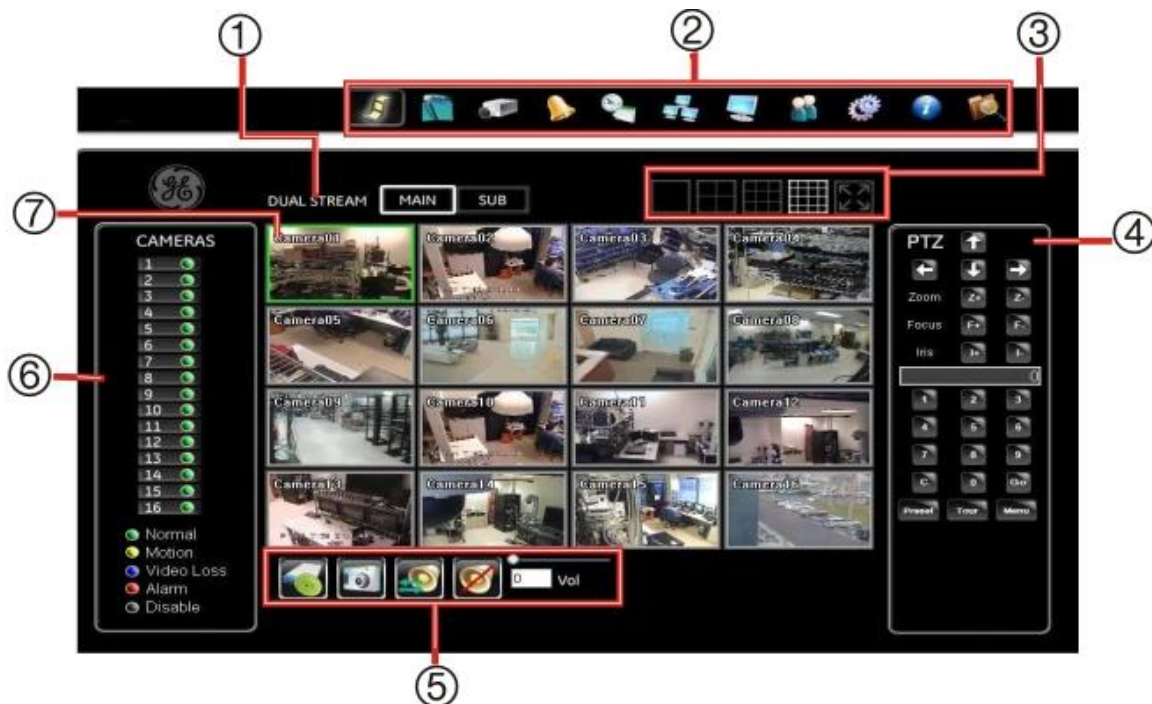 ①
②
③
DUAL STREAM MAIN SUB
⑦
④
CAMERAS
1
2
3
4
5
6
7
8
9
10
11
12
13
14
15
16
Normal
Motion
Video Loss
Alarm
Disable
⑥
Camera01 Camera02 Camera03 Camera04
Camera05 Camera06 Camera07 Camera08
Camera09 Camera10 Camera11 Camera12
Camera13 Camera14 Camera15 Camera16
0 Vol
⑤
PTZ
Zoom Z+ Z-
Focus F+ F-
Iris I+ I-
0
1 2 3
4 5 6
7 8 9
C 0 Go
Preset Tour Menu